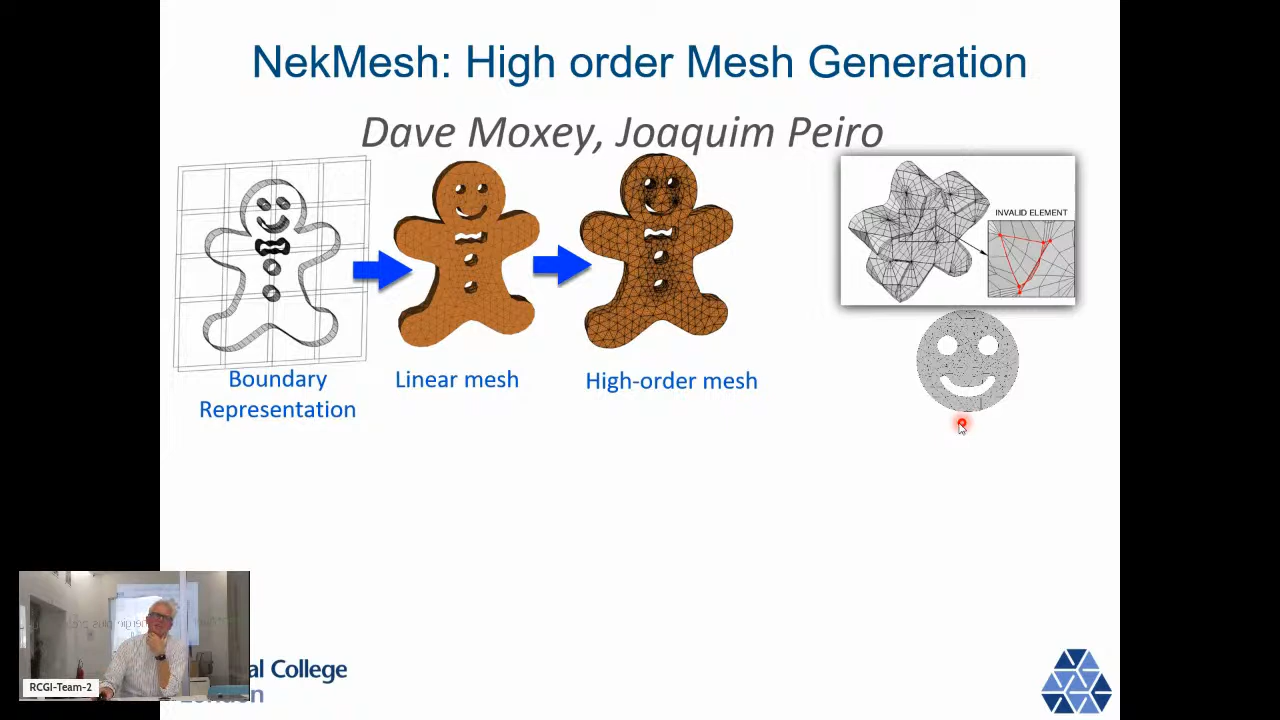 NekMesh: High order Mesh Generation
Dave Moxey, Joaquim Peiro
INVALID ELEMENT
Boundary
Representation
Linear mesh
High-order mesh
RCGI-Team-2
al College
London